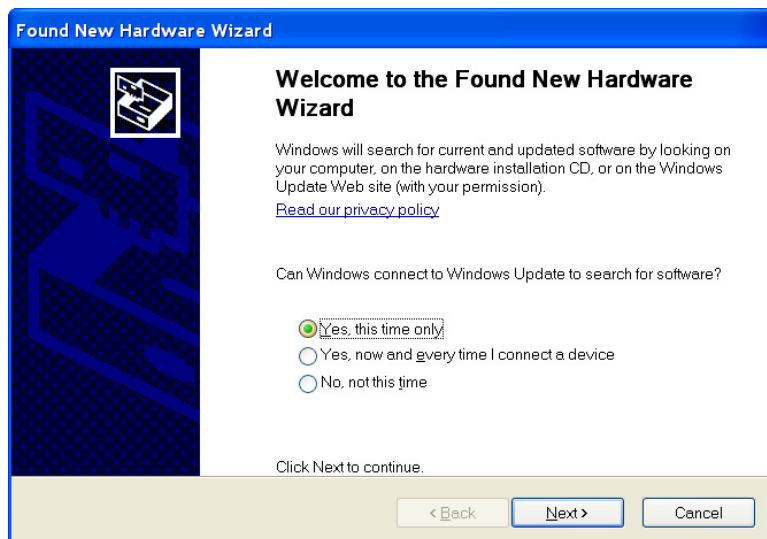 Found New Hardware Wizard
Welcome to the Found New Hardware
Wizard
Windows will search for current and updated software by looking on
your computer, on the hardware installation CD, or on the Windows
Update Web site (with your permission).
Read our privacy policy
Can Windows connect to Windows Update to search for software?
Yes, this time only
Yes, now and every time I connect a device
No, not this time
Click Next to continue.
< Back
Next >
Cancel